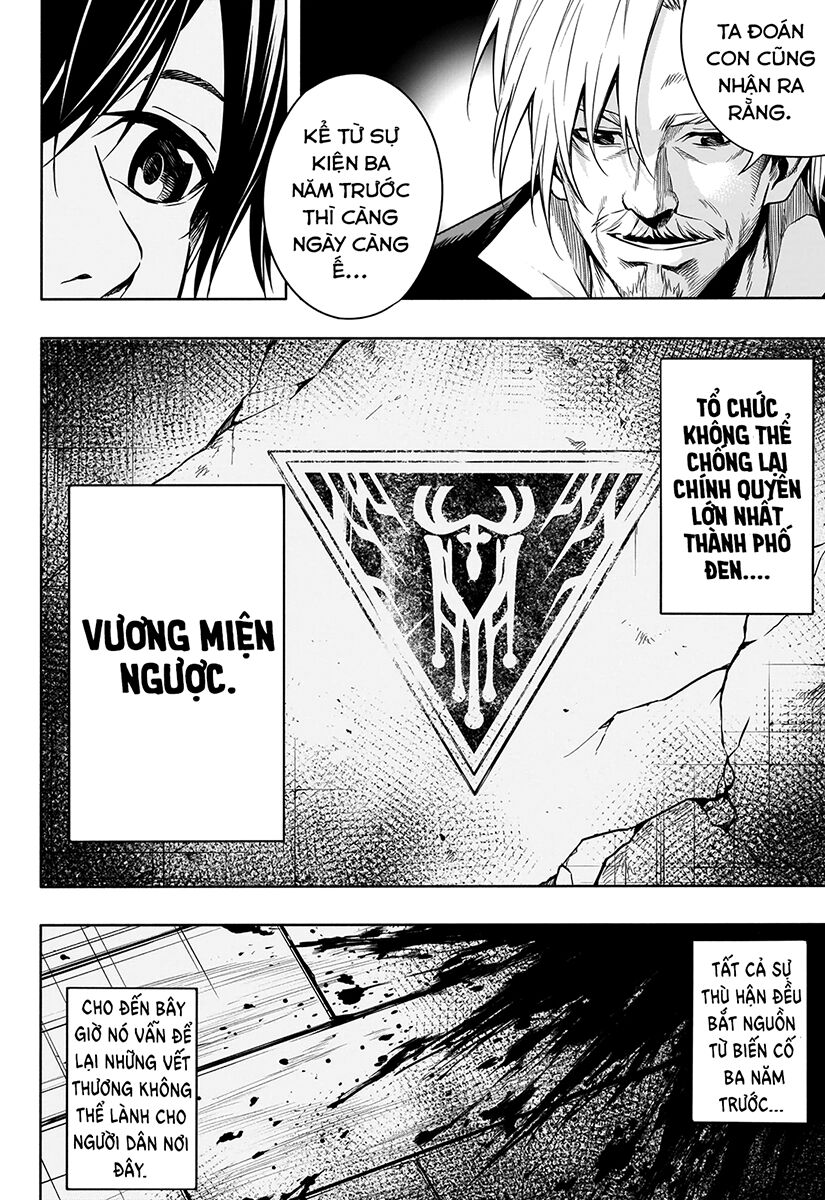 TA ĐOÁN
CON CŨNG
NHẬN RA
RẰNG.
KỂ TỪ SỰ
KIỆN BA
NĂM TRƯỚC
THÌ CÀNG
NGÀY CÀNG
Ế...
TỔ CHỨC
KHÔNG THỂ
CHỐNG LẠI
CHÍNH QUYỀN
LỚN NHẤT
THÀNH PHỐ
ĐEN....
VƯƠNG MIỆN
NGƯỢC.
TẤT CẢ SỰ
THÙ HẬN ĐỀU
BẮT NGUỒN
TỪ BIẾN CỐ
BA NĂM
TRƯỚC...
CHO ĐẾN BÂY
GIỜ NÓ VẪN ĐỂ
LẠI NHỮNG VẾT
THƯƠNG KHÔNG
THỂ LÀNH CHO
NGƯỜI DÂN NƠI
ĐÂY.